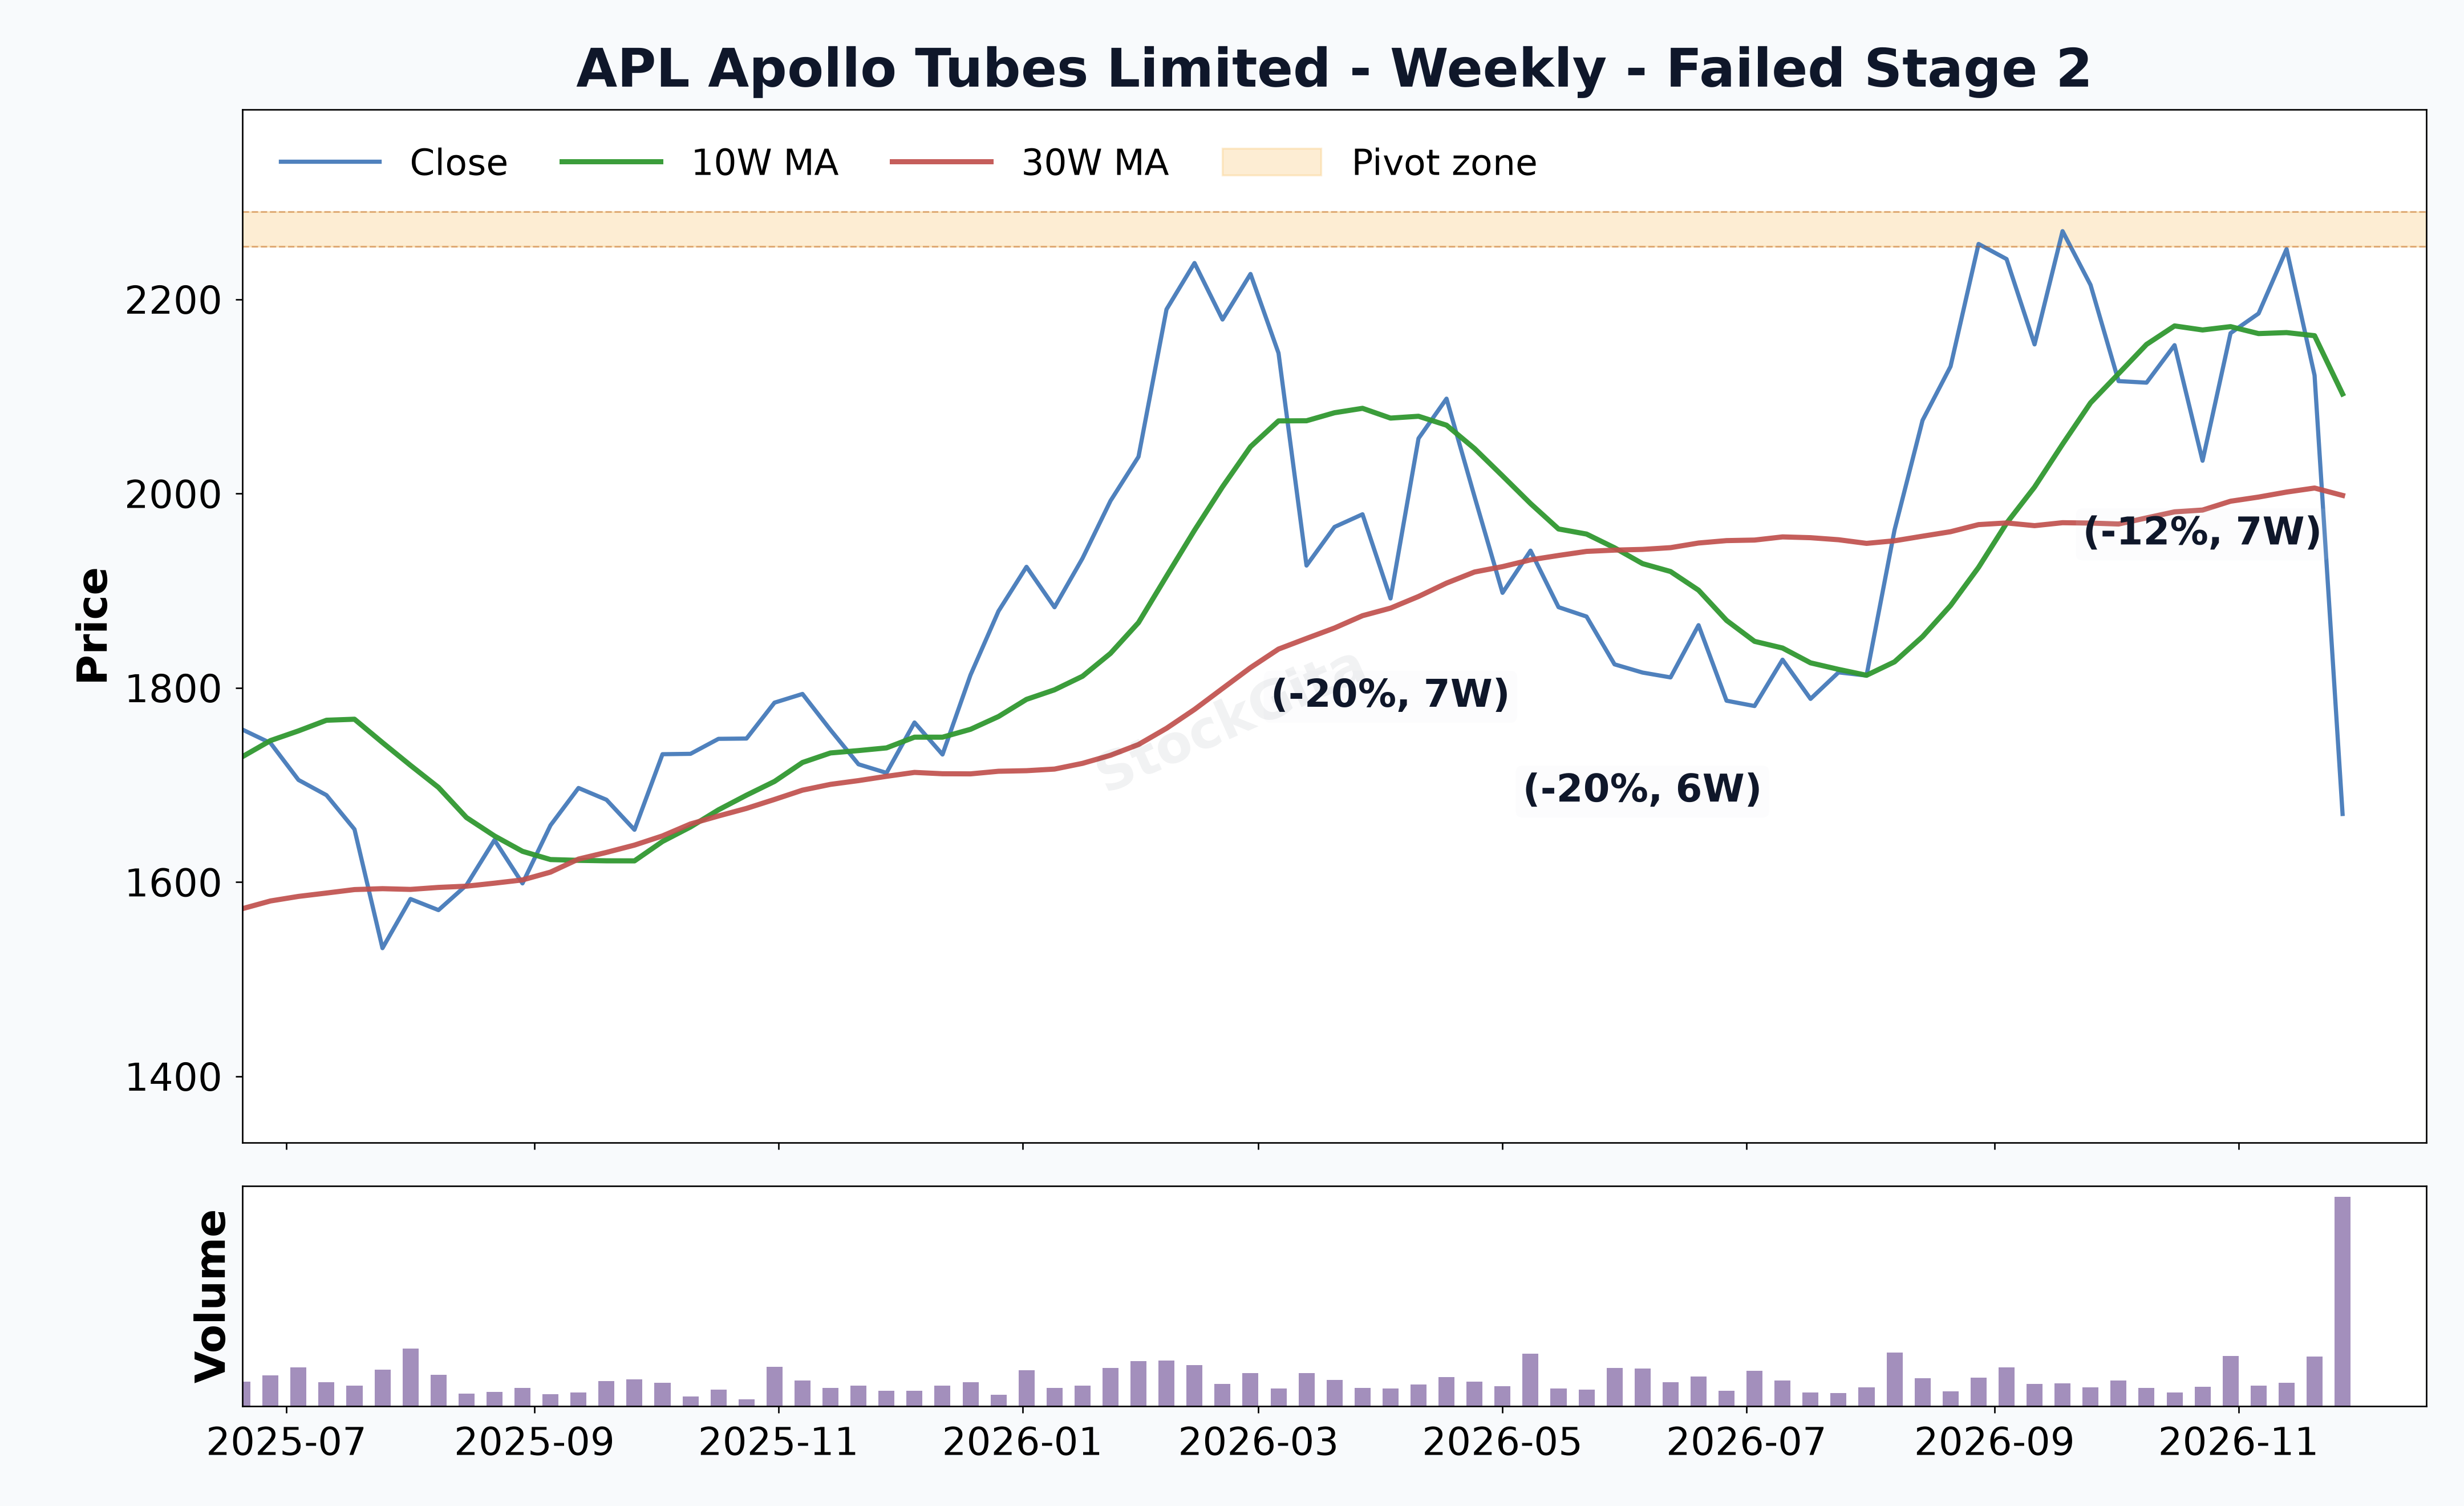 APL Apollo Tubes Limited - Weekly - Failed Stage 2
Close 10W MA 30W MA Pivot zone
2200
2000
1800
1600
1400
Price
(-12%, 7W)
(-20%, 7W)
(-20%, 6W)
StockGita
Volume
2025-07 2025-09 2025-11 2026-01 2026-03 2026-05 2026-07 2026-09 2026-11